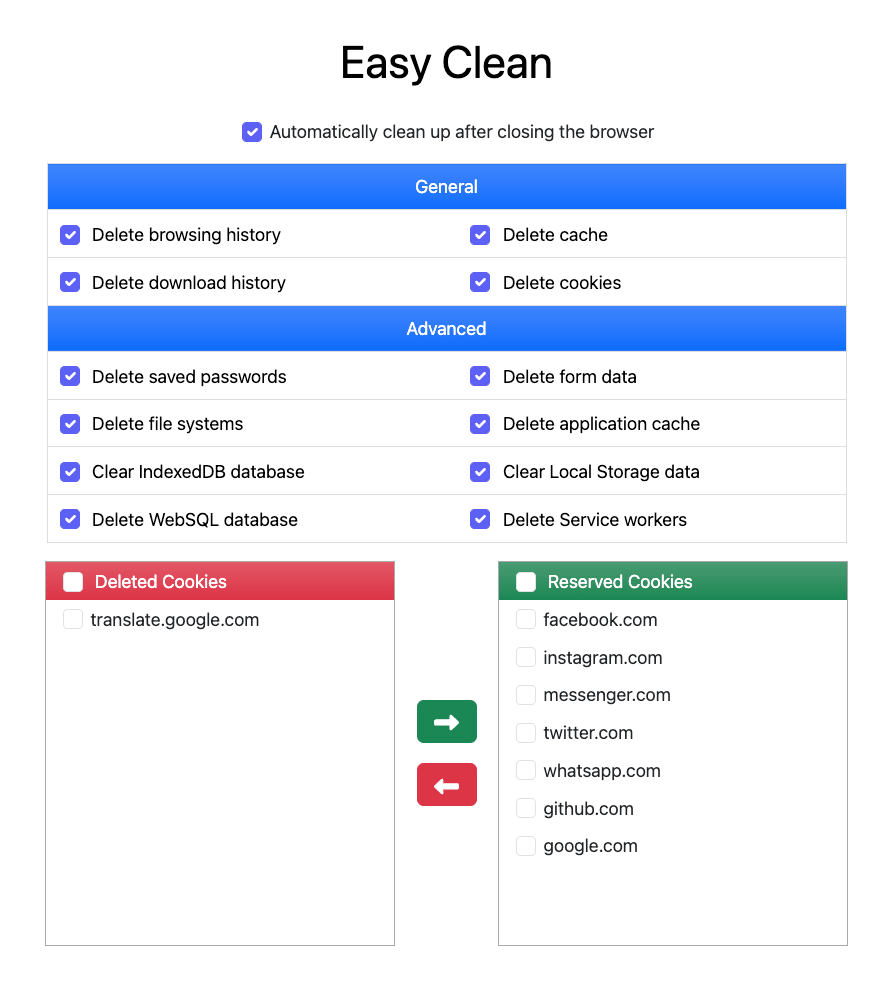 Easy Clean
Automatically clean up after closing the browser
General
Delete browsing history
Delete cache
Delete download history
Delete cookies
Advanced
Delete saved passwords
Delete form data
Delete file systems
Delete application cache
Clear IndexedDB database
Clear Local Storage data
Delete WebSQL database
Delete Service workers
Deleted Cookies
translate.google.com
Reserved Cookies
facebook.com
instagram.com
messenger.com
twitter.com
whatsapp.com
github.com
google.com